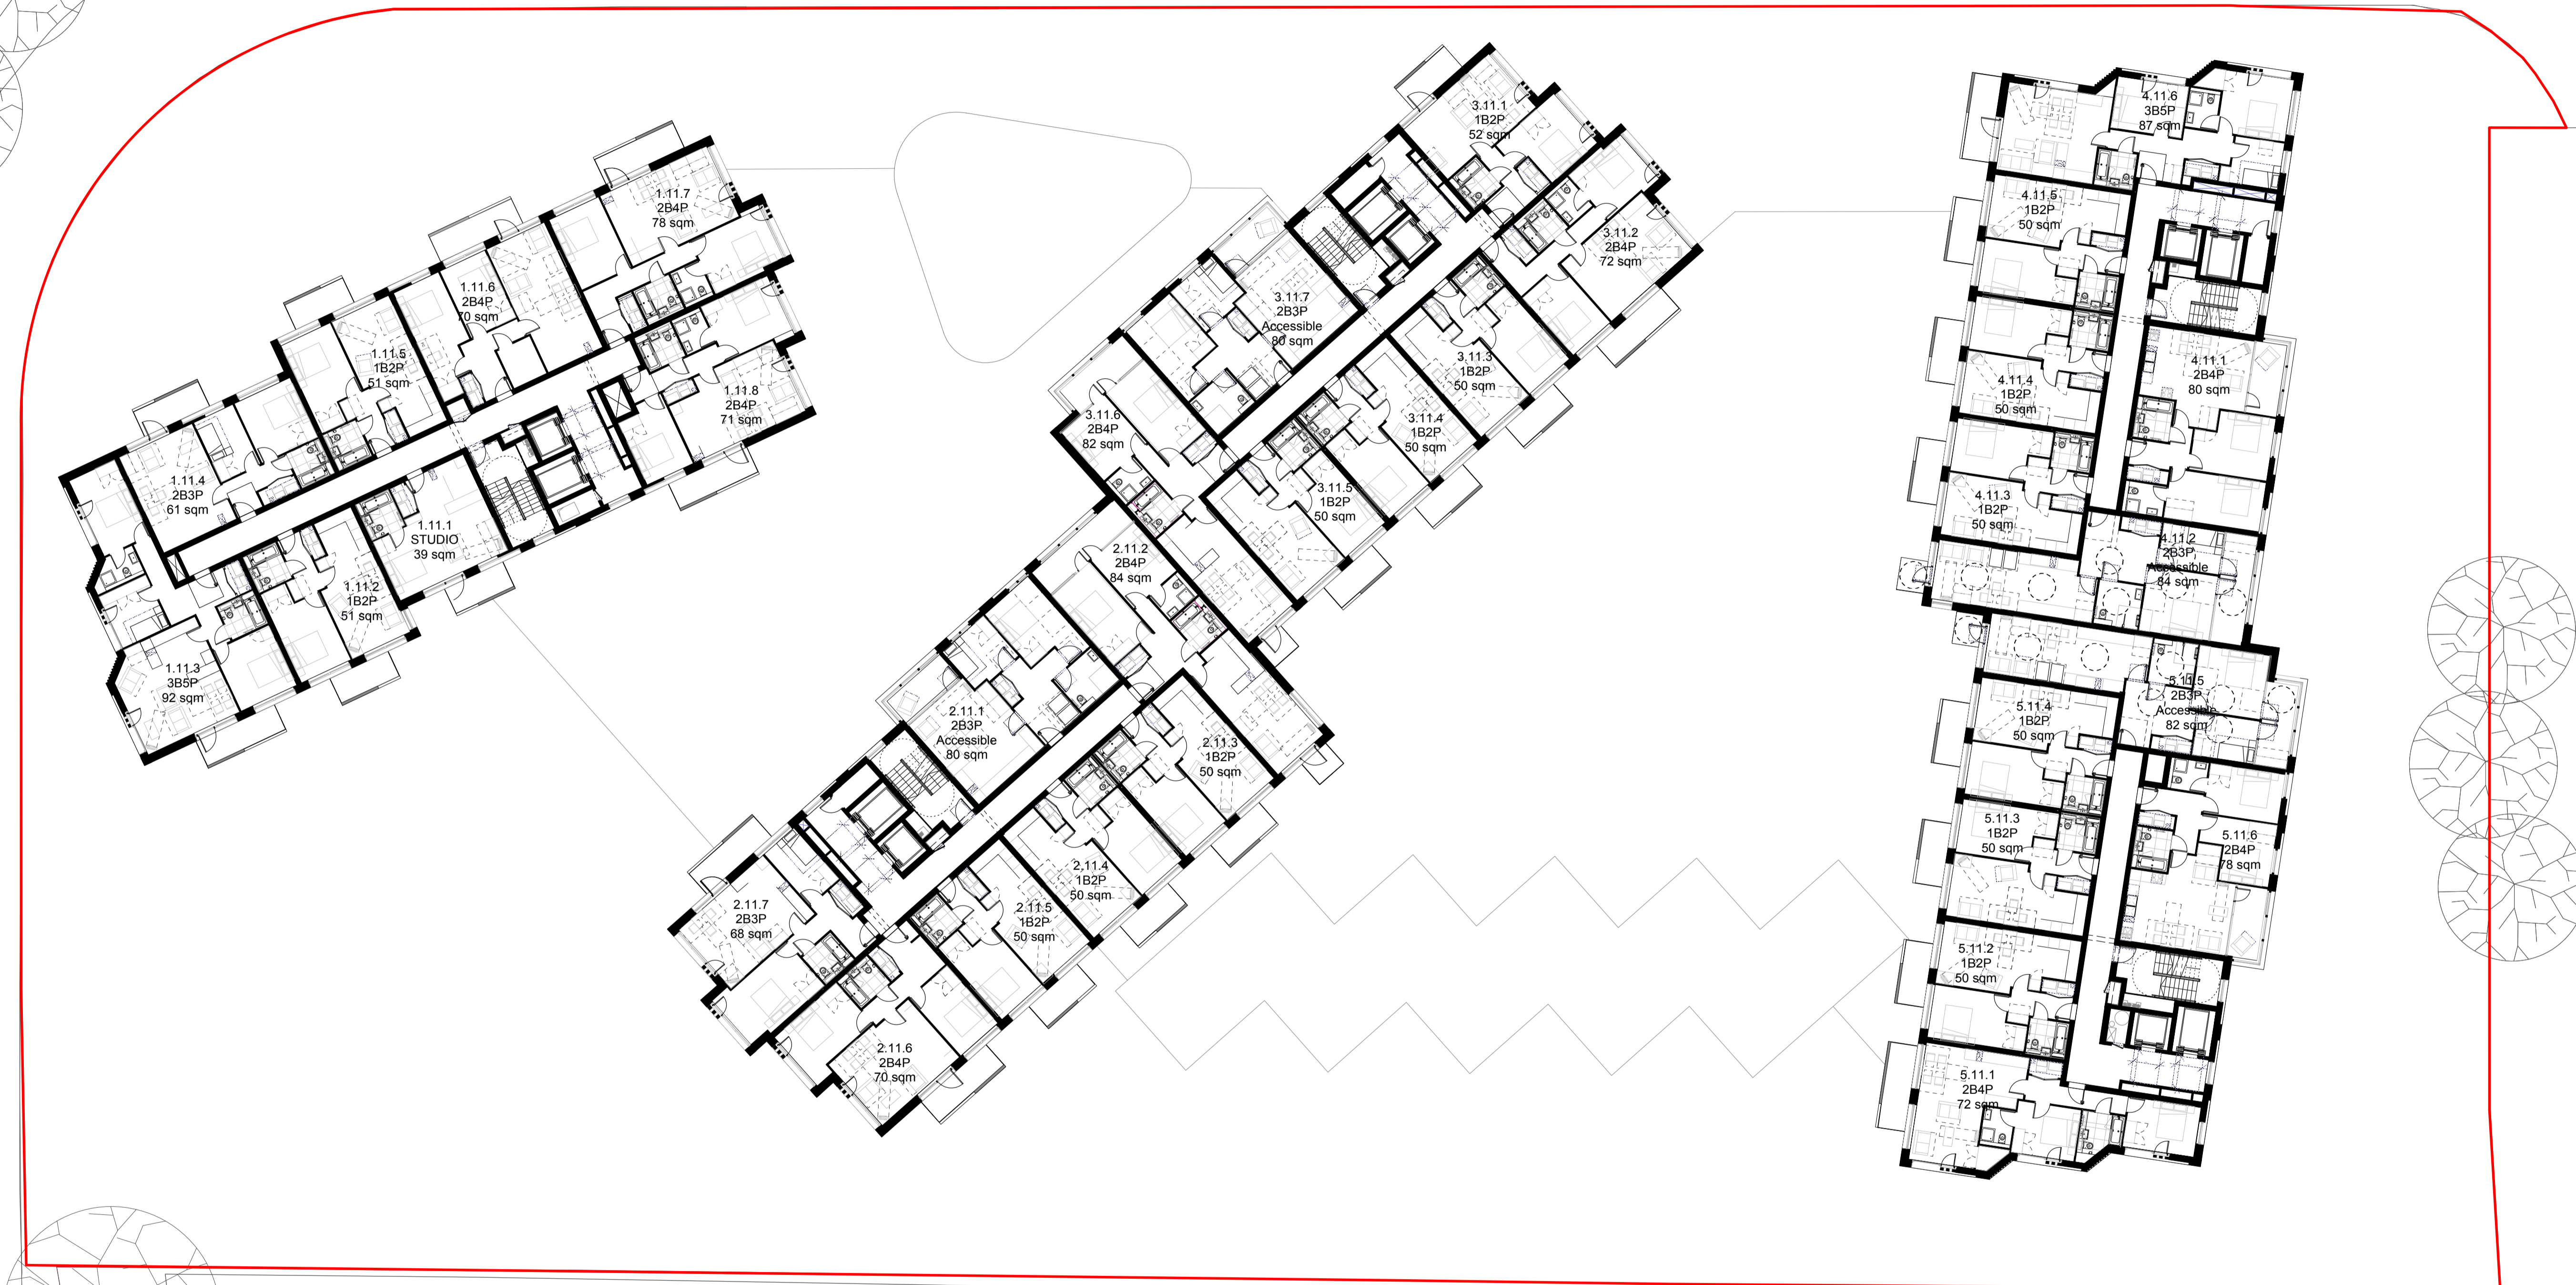 1.11.7
2B4P
78 sqm
1.11.6
2B4P
70 sqm
1.11.5
1B2P
51 sqm
1.11.8
2B4P
71 sqm
1.11.4
2B3P
61 sqm
1.11.1
STUDIO
39 sqm
1.11.2
1B2P
51 sqm
1.11.3
3B5P
92 sqm
3.11.1
1B2P
52 sqm
3.11.2
2B4P
72 sqm
3.11.7
2B3P
Accessible
80 sqm
3.11.3
1B2P
50 sqm
3.11.6
2B4P
82 sqm
3.11.4
1B2P
50 sqm
3.11.5
1B2P
50 sqm
2.11.2
2B4P
84 sqm
2.11.1
2B3P
Accessible
80 sqm
2.11.3
1B2P
50 sqm
2.11.4
1B2P
50 sqm
2.11.7
2B3P
68 sqm
2.11.5
1B2P
50 sqm
2.11.6
2B4P
70 sqm
4.11.6
3B5P
87 sqm
4.11.5
1B2P
50 sqm
4.11.1
2B4P
80 sqm
4.11.4
1B2P
50 sqm
4.11.3
1B2P
50 sqm
4.11.2
2B3P
Accessible
84 sqm
5.11.5
2B3P
Accessible
82 sqm
5.11.4
1B2P
50 sqm
5.11.3
1B2P
50 sqm
5.11.6
2B4P
78 sqm
5.11.2
1B2P
50 sqm
5.11.1
2B4P
72 sqm